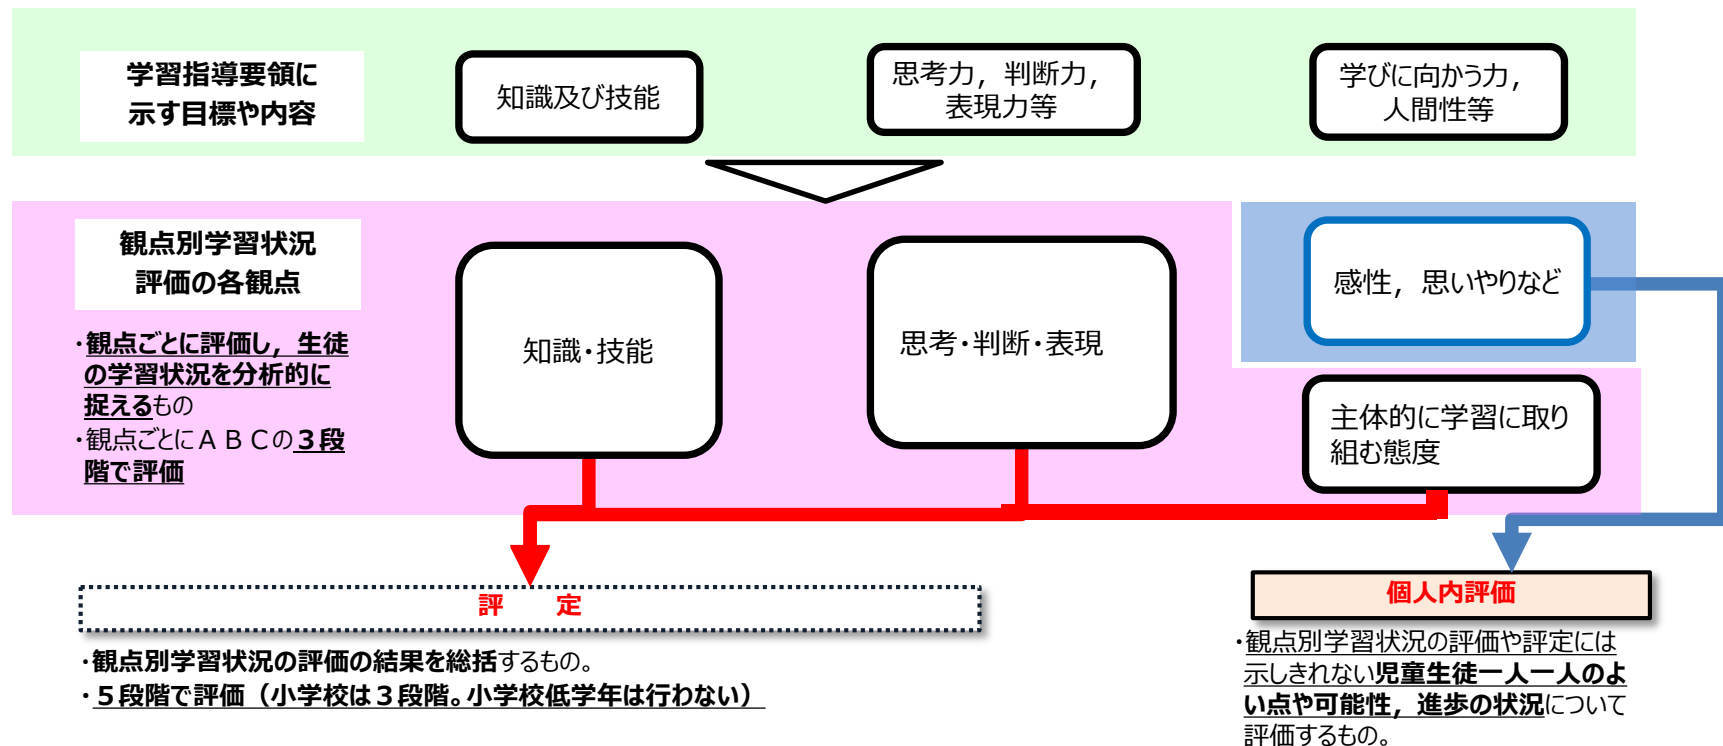 学習指導要領に
示す目標や内容
知識及び技能
思考力，判断力，
表現力等
学びに向かう力，
人間性等
観点別学習状況
評価の各観点
・観点ごとに評価し，生徒
の学習状況を分析的に
捉えるもの
・観点ごとにＡＢＣの３段
階で評価
知識・技能
思考・判断・表現
感性，思いやりなど
主体的に学習に取り
組む態度
評　　定
・観点別学習状況の評価の結果を総括するもの。
・５段階で評価（小学校は３段階。小学校低学年は行わない）
個人内評価
・観点別学習状況の評価や評定には
示しきれない児童生徒一人一人のよ
い点や可能性，進歩の状況について
評価するもの。